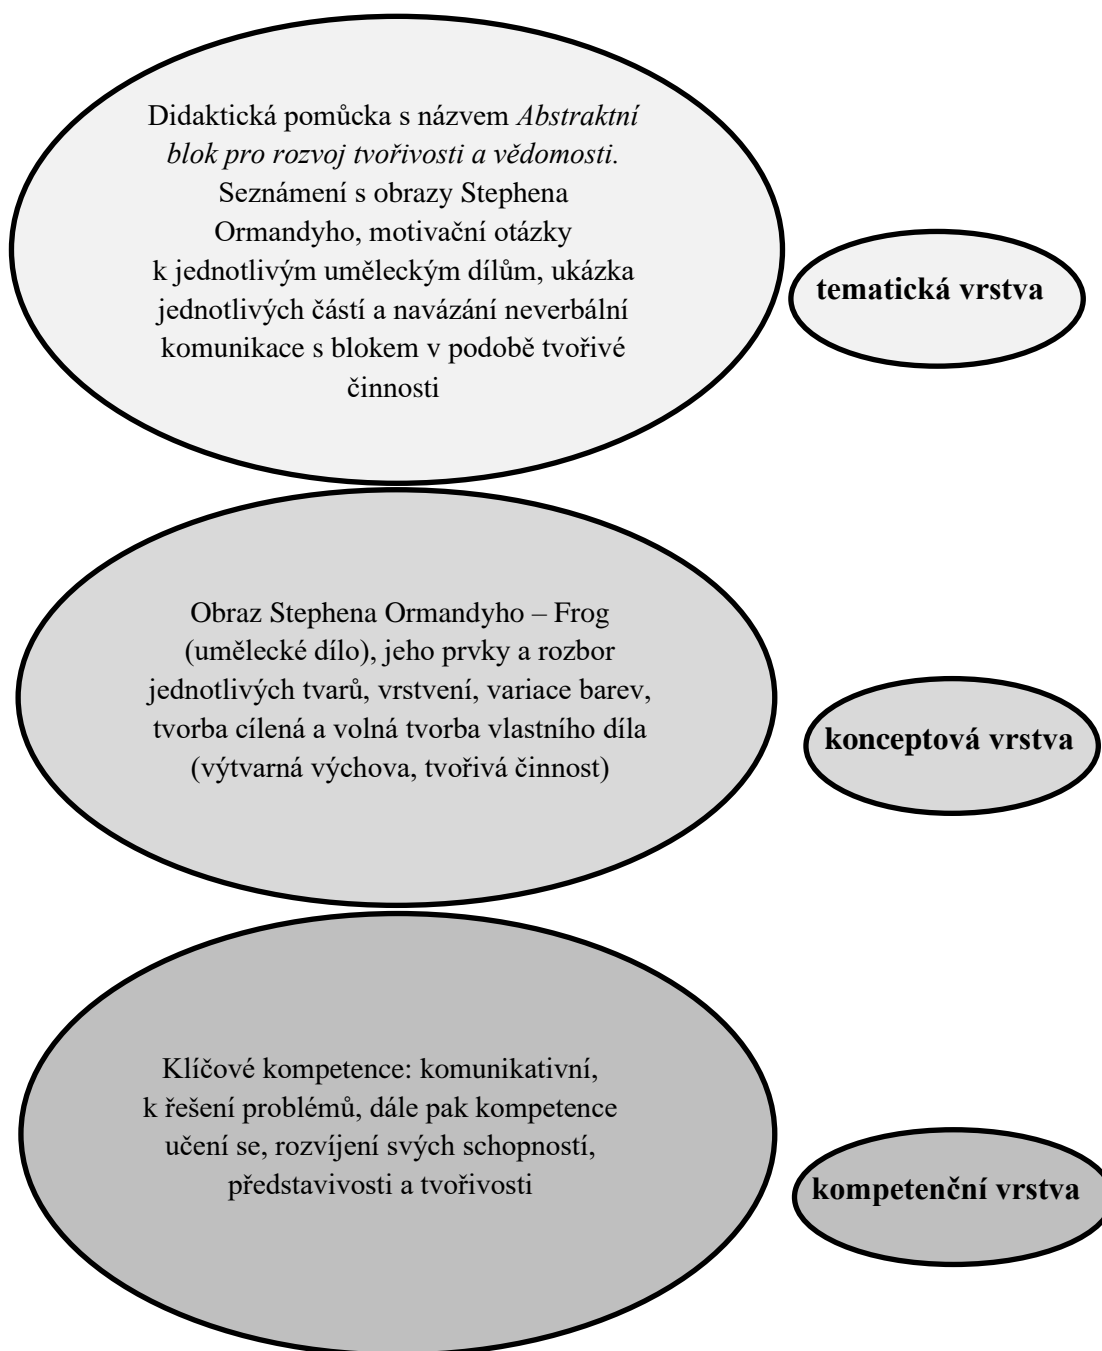 Didaktická pomůcka s názvem Abstraktní
blok pro rozvoj tvořivosti a vědomosti.
Seznámení s obrazy Stephena
Ormandyho, motivační otázky
k jednotlivým uměleckým dílům, ukázka
jednotlivých částí a navázání neverbální
komunikace s blokem v podobě tvořivé
činnosti
tematická vrstva
Obraz Stephena Ormandyho – Frog
(umělecké dílo), jeho prvky a rozbor
jednotlivých tvarů, vrstvení, variace barev,
tvorba cílená a volná tvorba vlastního díla
(výtvarná výchova, tvořivá činnost)
konceptová vrstva
Klíčové kompetence: komunikativní,
k řešení problémů, dále pak kompetence
učení se, rozvíjení svých schopností,
představivosti a tvořivosti
kompetenční vrstva